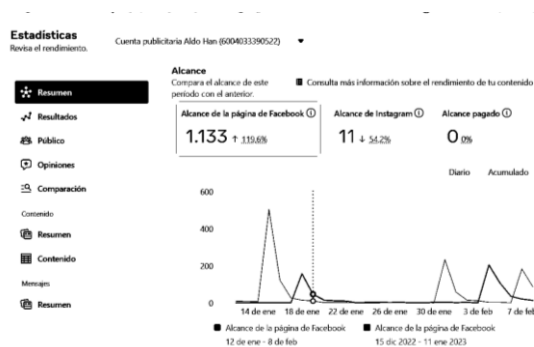 Estadísticas
Revisa el rendimiento.
Cuenta publicitaria Aldo Han (6004033390522)
Resumen
Resultados
Público
Opiniones
Comparación
Contenido
Resumen
Contenido
Mensajes
Resumen
Alcance
Compara el alcance de este
período con el anterior.
Consulta más información sobre el rendimiento de tu contenido
Alcance de la página de Facebook
1.133 ↑ 119,6%
Alcance de Instagram
11 ↓ 54,2%
Alcance pagado
0 0%
Diario Acumulado
600
400
200
0
14 de ene 18 de ene 22 de ene 26 de ene 30 de ene 3 de feb 7 de feb
Alcance de la página de Facebook
12 de ene - 8 de feb
Alcance de la página de Facebook
15 dic 2022 - 11 ene 2023